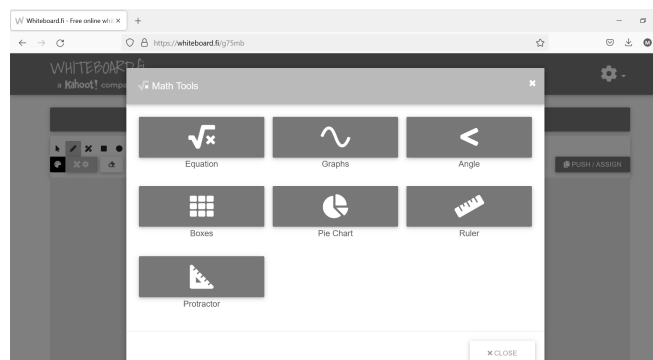 Whiteboard.fi - Free online whi
https://whiteboard.fi/g75mb
WHITEBOARD.fi
a Kahoot! compa
Math Tools
Equation
Graphs
Angle
Boxes
Pie Chart
Ruler
Protractor
PUSH / ASSIGN
CLOSE